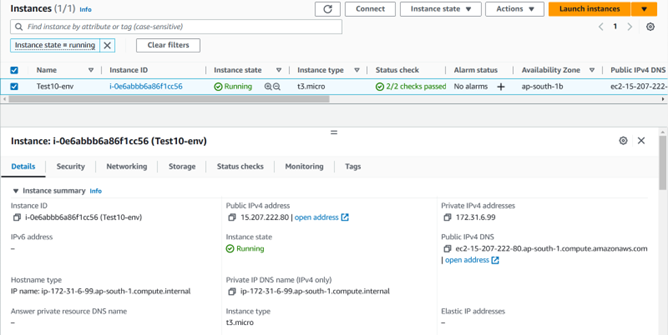 Instances (1/1) Info
Connect Instance state Actions Launch instances
Find instance by attribute or tag (case-sensitive)
1
Instance state = running Clear filters
Name Instance ID Instance state Instance type Status check Alarm status Availability Zone Public IPv4 DNS
Test10-env i-0e6abbb6a86f1cc56 Running t3.micro 2/2 checks passed No alarms ap-south-1b ec2-15-207-222-
Instance: i-0e6abbb6a86f1cc56 (Test10-env)
Details Security Networking Storage Status checks Monitoring Tags
Instance summary Info
Instance ID Public IPv4 address Private IPv4 addresses
i-0e6abbb6a86f1cc56 (Test10-env) 15.207.222.80 | open address 172.31.6.99
IPv6 address Instance state Public IPv4 DNS
– Running ec2-15-207-222-80.ap-south-1.compute.amazonaws.com
| open address
Hostname type Private IP DNS name (IPv4 only)
IP name: ip-172-31-6-99.ap-south-1.compute.internal ip-172-31-6-99.ap-south-1.compute.internal
Answer private resource DNS name Instance type Elastic IP addresses
– t3.micro –